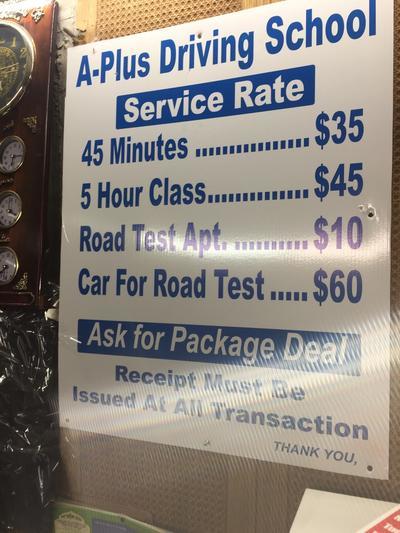 A-Plus Driving School
Service Rate
45 Minutes ................ $35
5 Hour Class............... $45
Road Test Apt. .......... $10
Car For Road Test ..... $60
Ask for Package Deal
Receipt Must Be
Issued At All Transaction
THANK YOU,